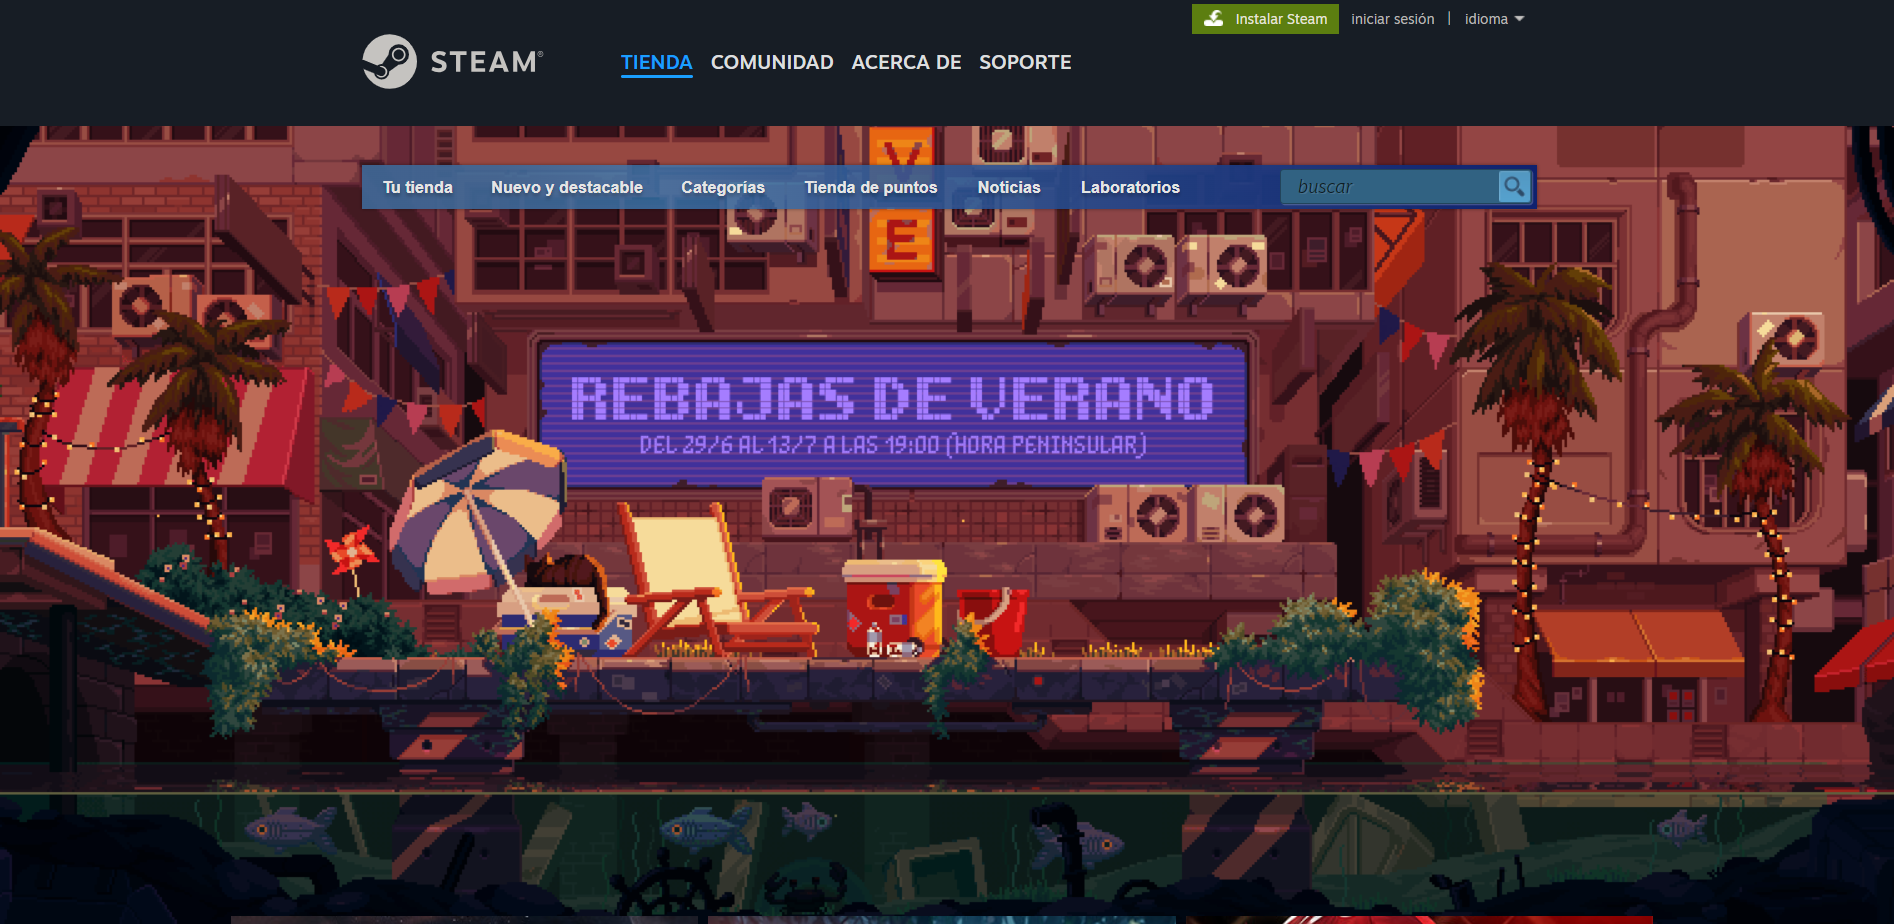 Instalar Steam
iniciar sesión | idioma
STEAM®
TIENDA COMUNIDAD ACERCA DE SOPORTE
Tu tienda Nuevo y destacable Categorías Tienda de puntos Noticias Laboratorios buscar
V
E
REBAJAS DE VERANO
DEL 29/6 AL 13/7 A LAS 19:00 (HORA PENINSULAR)